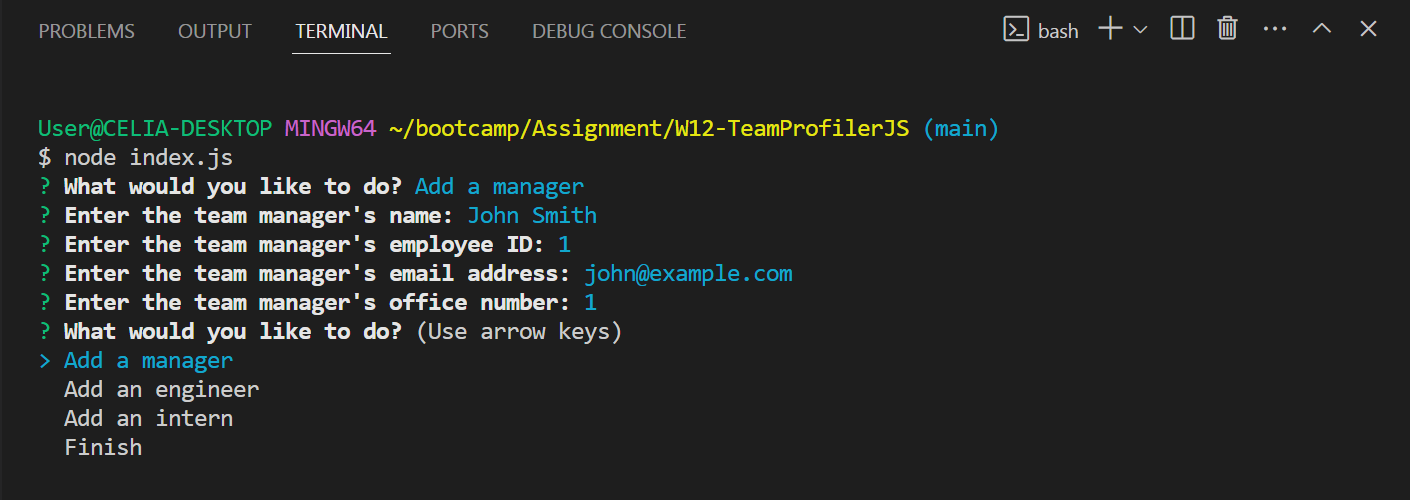 PROBLEMS OUTPUT TERMINAL PORTS DEBUG CONSOLE bash
User@CELIA-DESKTOP MINGW64 ~/bootcamp/Assignment/W12-TeamProfilerJS (main)
$ node index.js
? What would you like to do? Add a manager
? Enter the team manager's name: John Smith
? Enter the team manager's employee ID: 1
? Enter the team manager's email address: john@example.com
? Enter the team manager's office number: 1
? What would you like to do? (Use arrow keys)
> Add a manager
Add an engineer
Add an intern
Finish